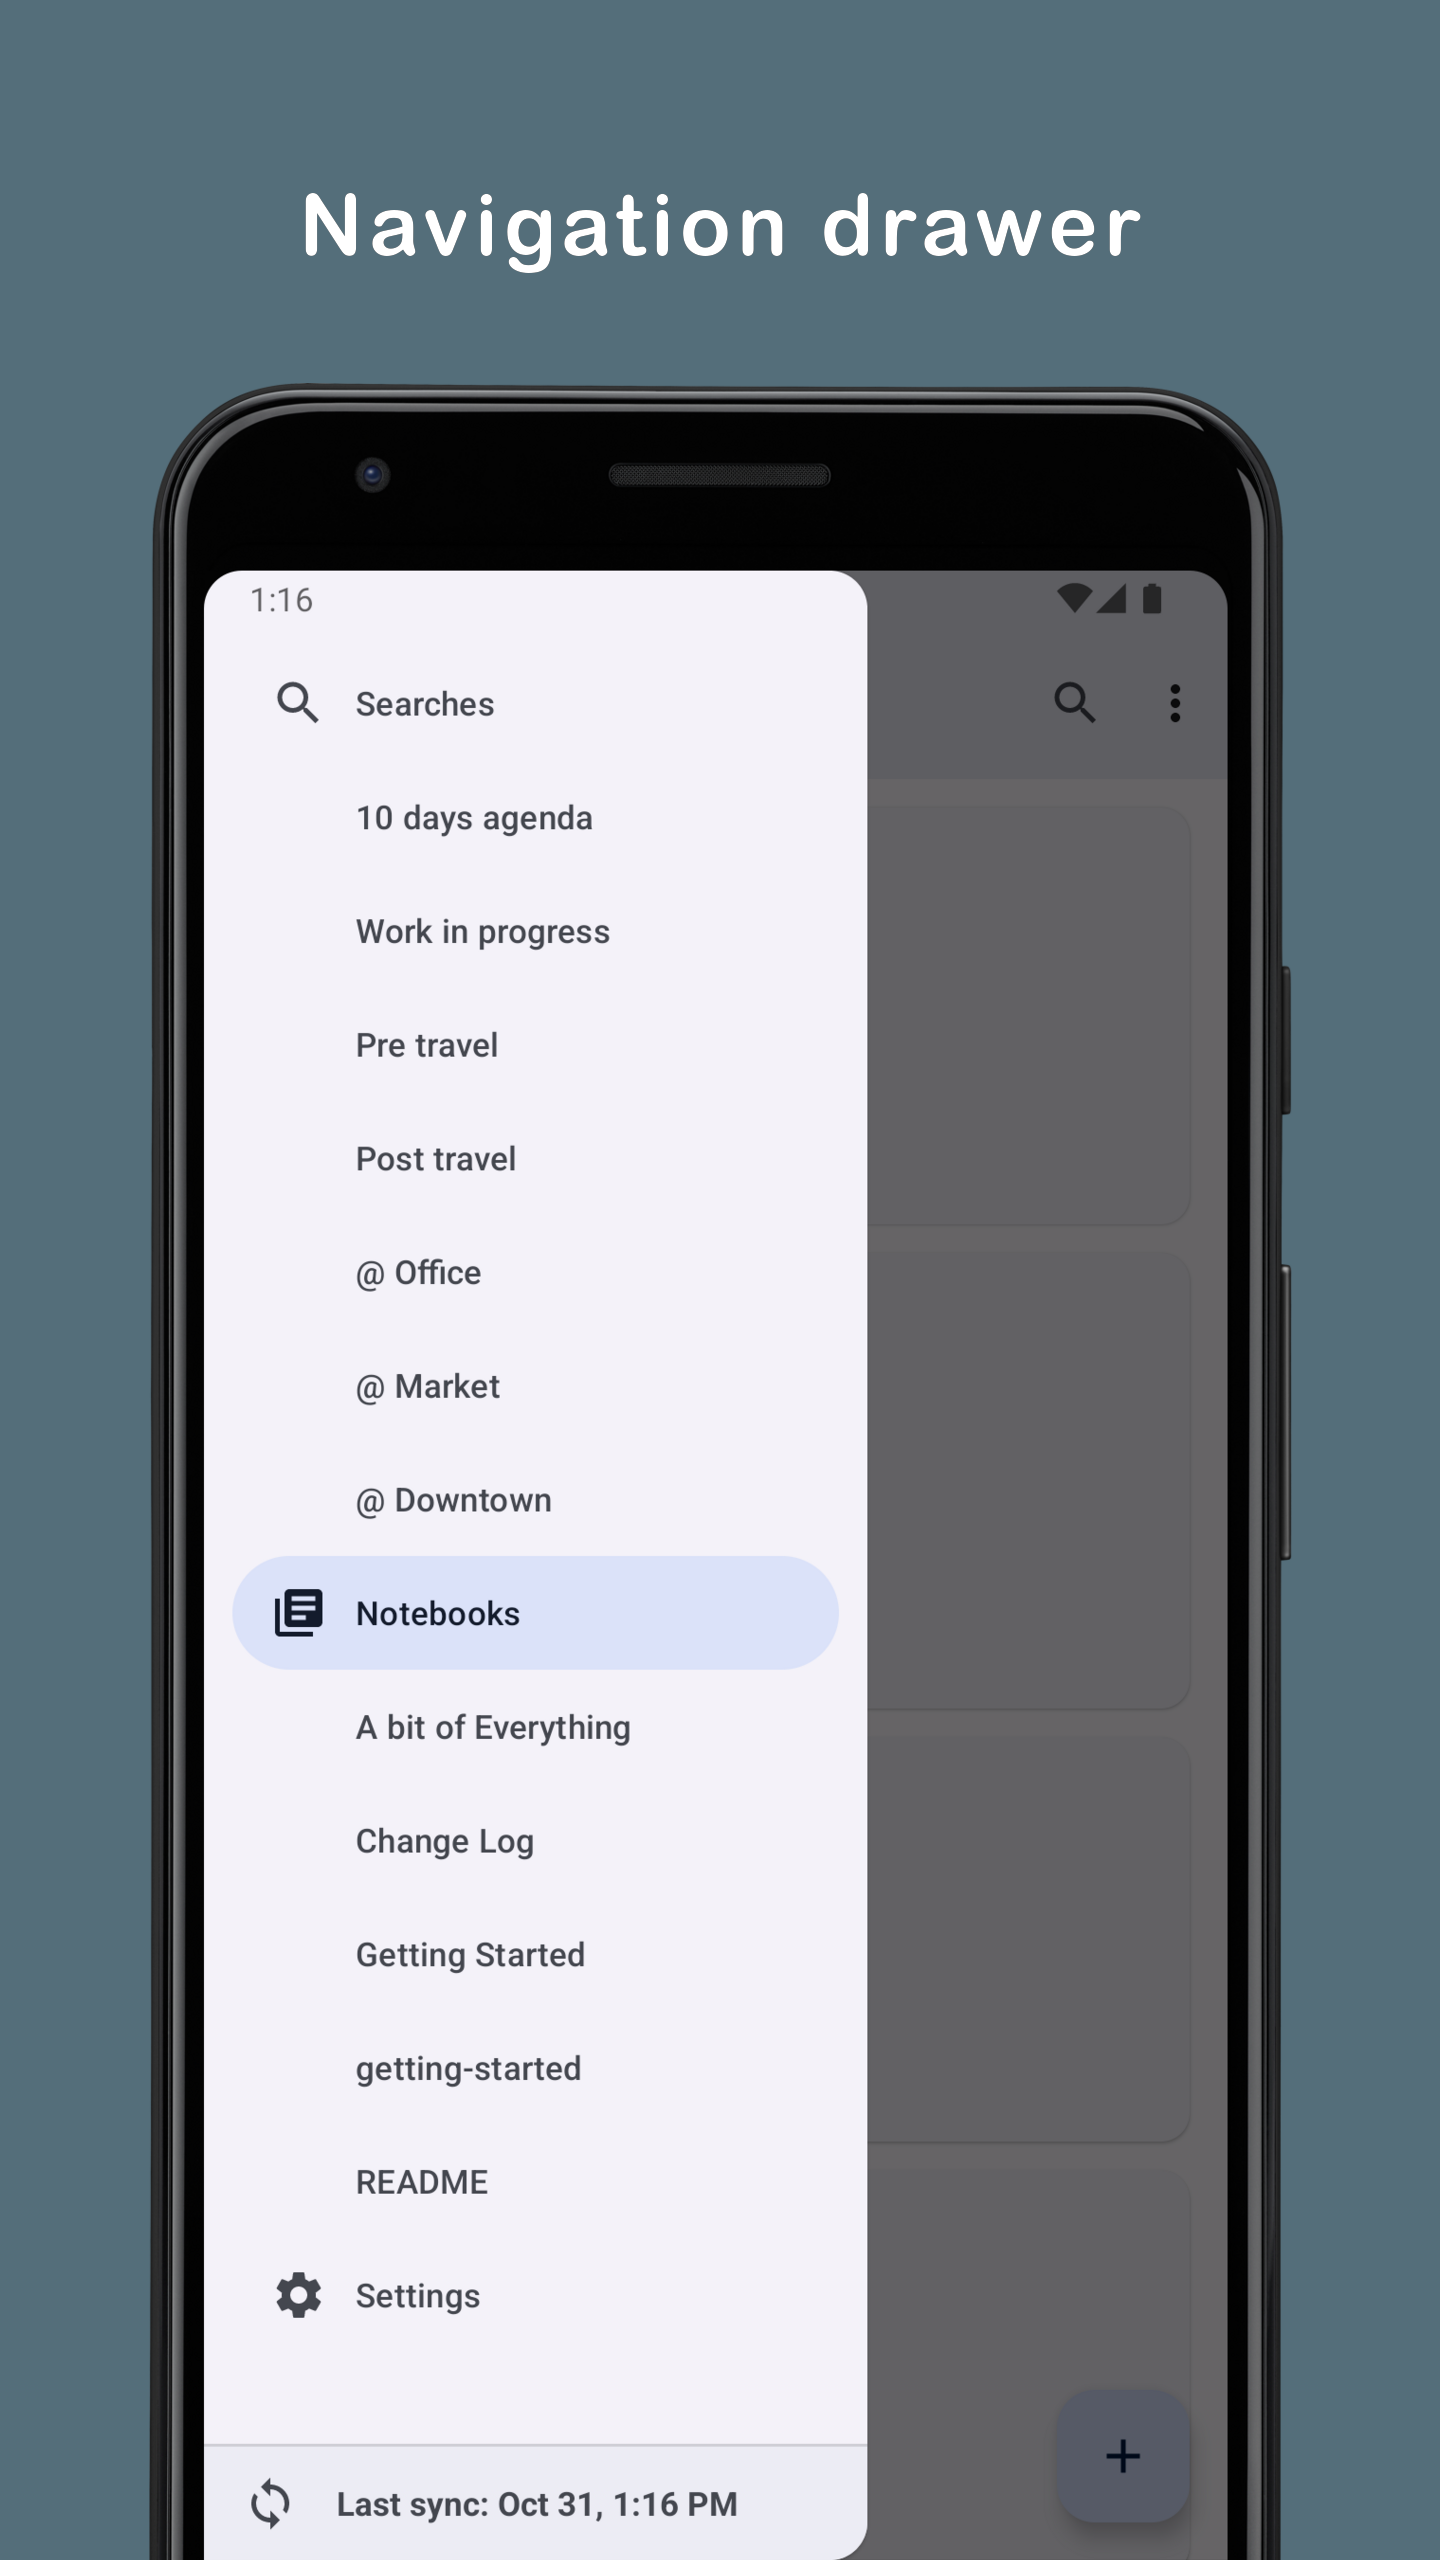 Navigation drawer
1:16
Searches
10 days agenda
Work in progress
Pre travel
Post travel
@ Office
@ Market
@ Downtown
Notebooks
A bit of Everything
Change Log
Getting Started
getting-started
README
Settings
Last sync: Oct 31, 1:16 PM